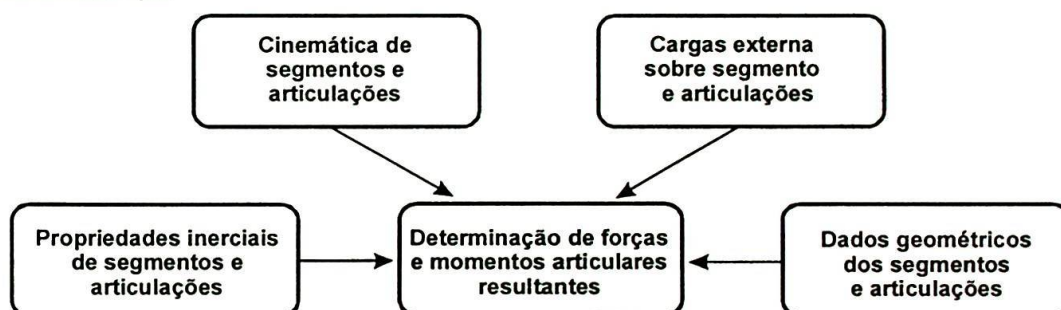 Cinemática de
segmentos e
articulações
Cargas externa
sobre segmento
e articulações
Propriedades inerciais
de segmentos e
articulações
Determinação de forças
e momentos articulares
resultantes
Dados geométricos
dos segmentos
e articulações